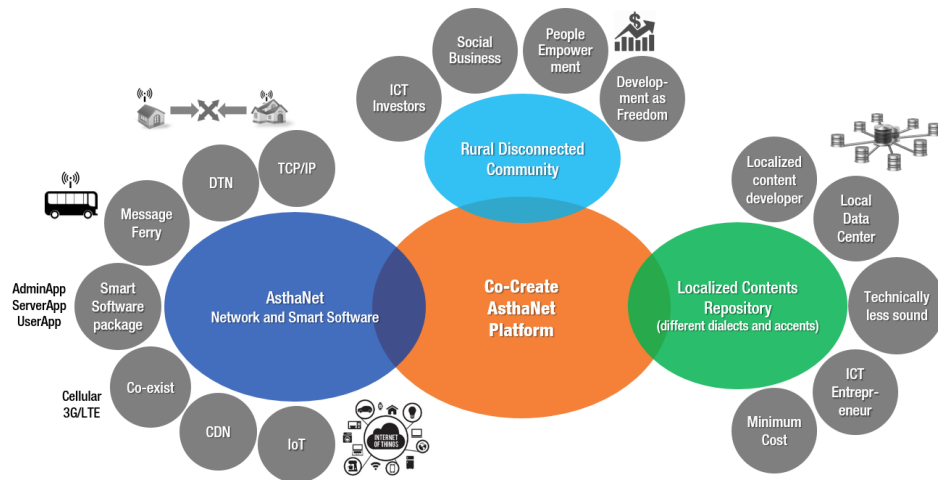 Social
Business
People
Empower
ment
$
ICT
Investors
Develop-
ment as
Freedom
Rural Disconnected
Community
TCP/IP
DTN
Message
Ferry
AdminApp
ServerApp
UserApp
Smart
Software
package
Co-exist
Cellular
3G/LTE
CDN
IoT
INTERNET
OF THINGS
AsthaNet
Network and Smart Software
Co-Create
AsthaNet
Platform
Localized Contents
Repository
(different dialects and accents)
Localized
content
developer
Local
Data
Center
Technically
less sound
ICT
Entrepr-
eneur
Minimum
Cost